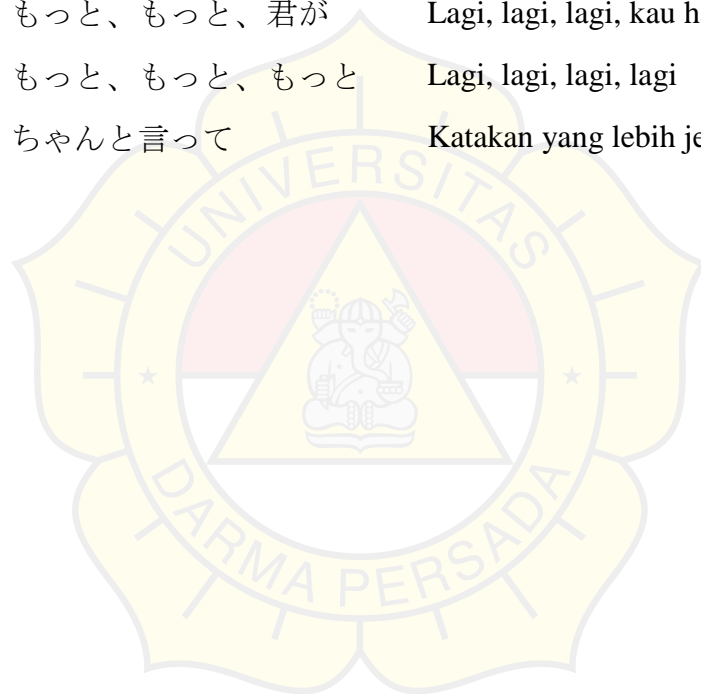 もっと、もっと、君が Lagi, lagi, lagi, kau
もっと、もっと、もっと Lagi, lagi, lagi, lagi
ちゃんと言って Katakan yang lebih
UNIVERSITAS
DARMA PERSADA